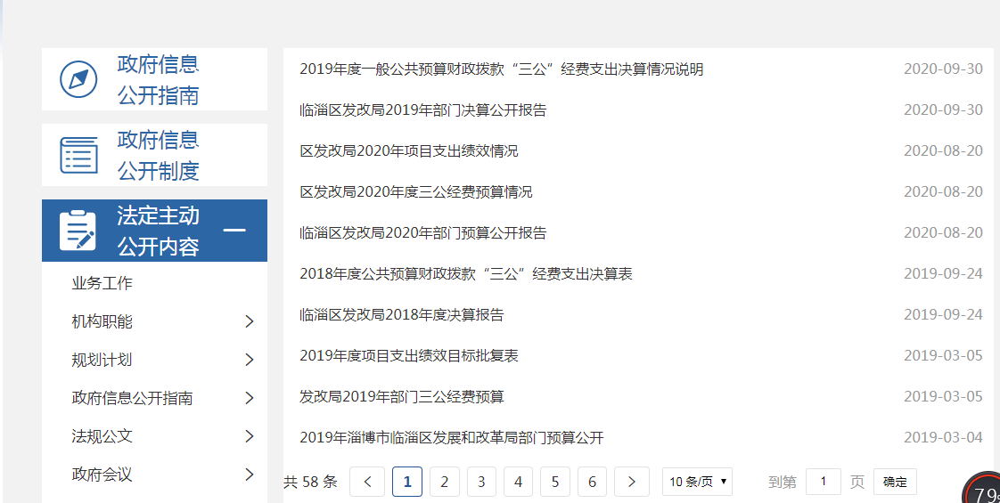 政府信息
公开指南
政府信息
公开制度
法定主动
公开内容
业务工作
机构职能
规划计划
政府信息公开指南
法规公文
政府会议
2019年度一般公共预算财政拨款“三公”经费支出决算情况说明 2020-09-30
临淄区发改局2019年部门决算公开报告 2020-09-30
区发改局2020年项目支出绩效情况 2020-08-20
区发改局2020年度三公经费预算情况 2020-08-20
临淄区发改局2020年部门预算公开报告 2020-08-20
2018年度公共预算财政拨款“三公”经费支出决算表 2019-09-24
临淄区发改局2018年度决算报告 2019-09-24
2019年度项目支出绩效目标批复表 2019-03-05
发改局2019年部门三公经费预算 2019-03-05
2019年淄博市临淄区发展和改革局部门预算公开 2019-03-04
共 58 条 < 1 2 3 4 5 6 > 10 条/页 到第 1 页 确定
79